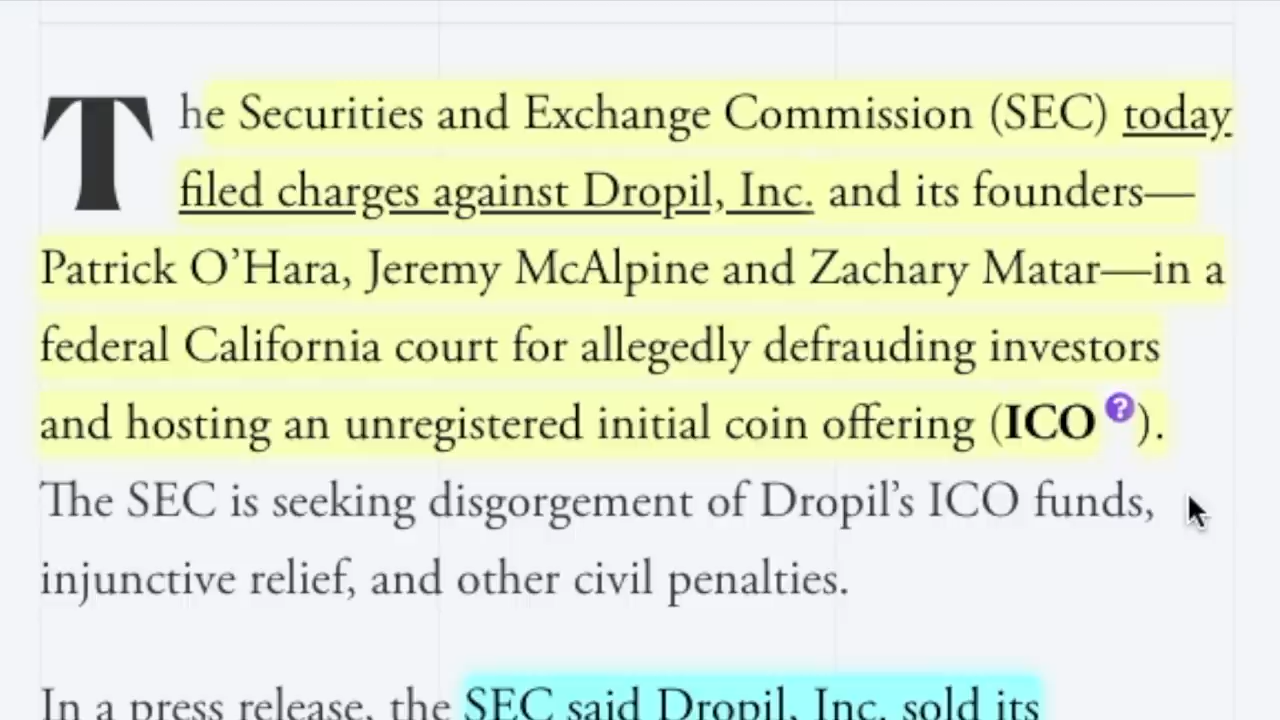 The Securities and Exchange Commission (SEC) today
filed charges against Dropil, Inc. and its founders—
Patrick O’Hara, Jeremy McAlpine and Zachary Matar—in a
federal California court for allegedly defrauding investors
and hosting an unregistered initial coin offering (ICO ?).
The SEC is seeking disgorgement of Dropil’s ICO funds,
injunctive relief, and other civil penalties.
In a press release, the SEC said Dropil, Inc. sold its